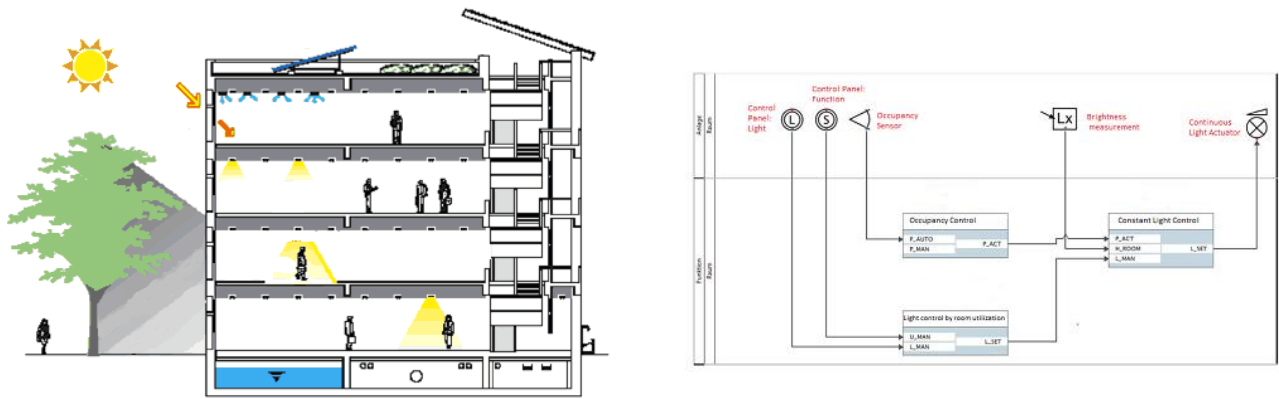 Control Panel:
Function
Control
Panel:
Light
L
S
Occupancy
Sensor
Lx
Brightness
measurement
Continuous
Light Actuator
Anlage
Raum
Occupancy Control
P_AUTO
P_MAN
P_ACT
Constant Light Control
P_ACT
H_ROOM
L_MAN
L_SET
Funktion
Raum
Light control by room utilization
U_MAN
L_MAN
L_SET